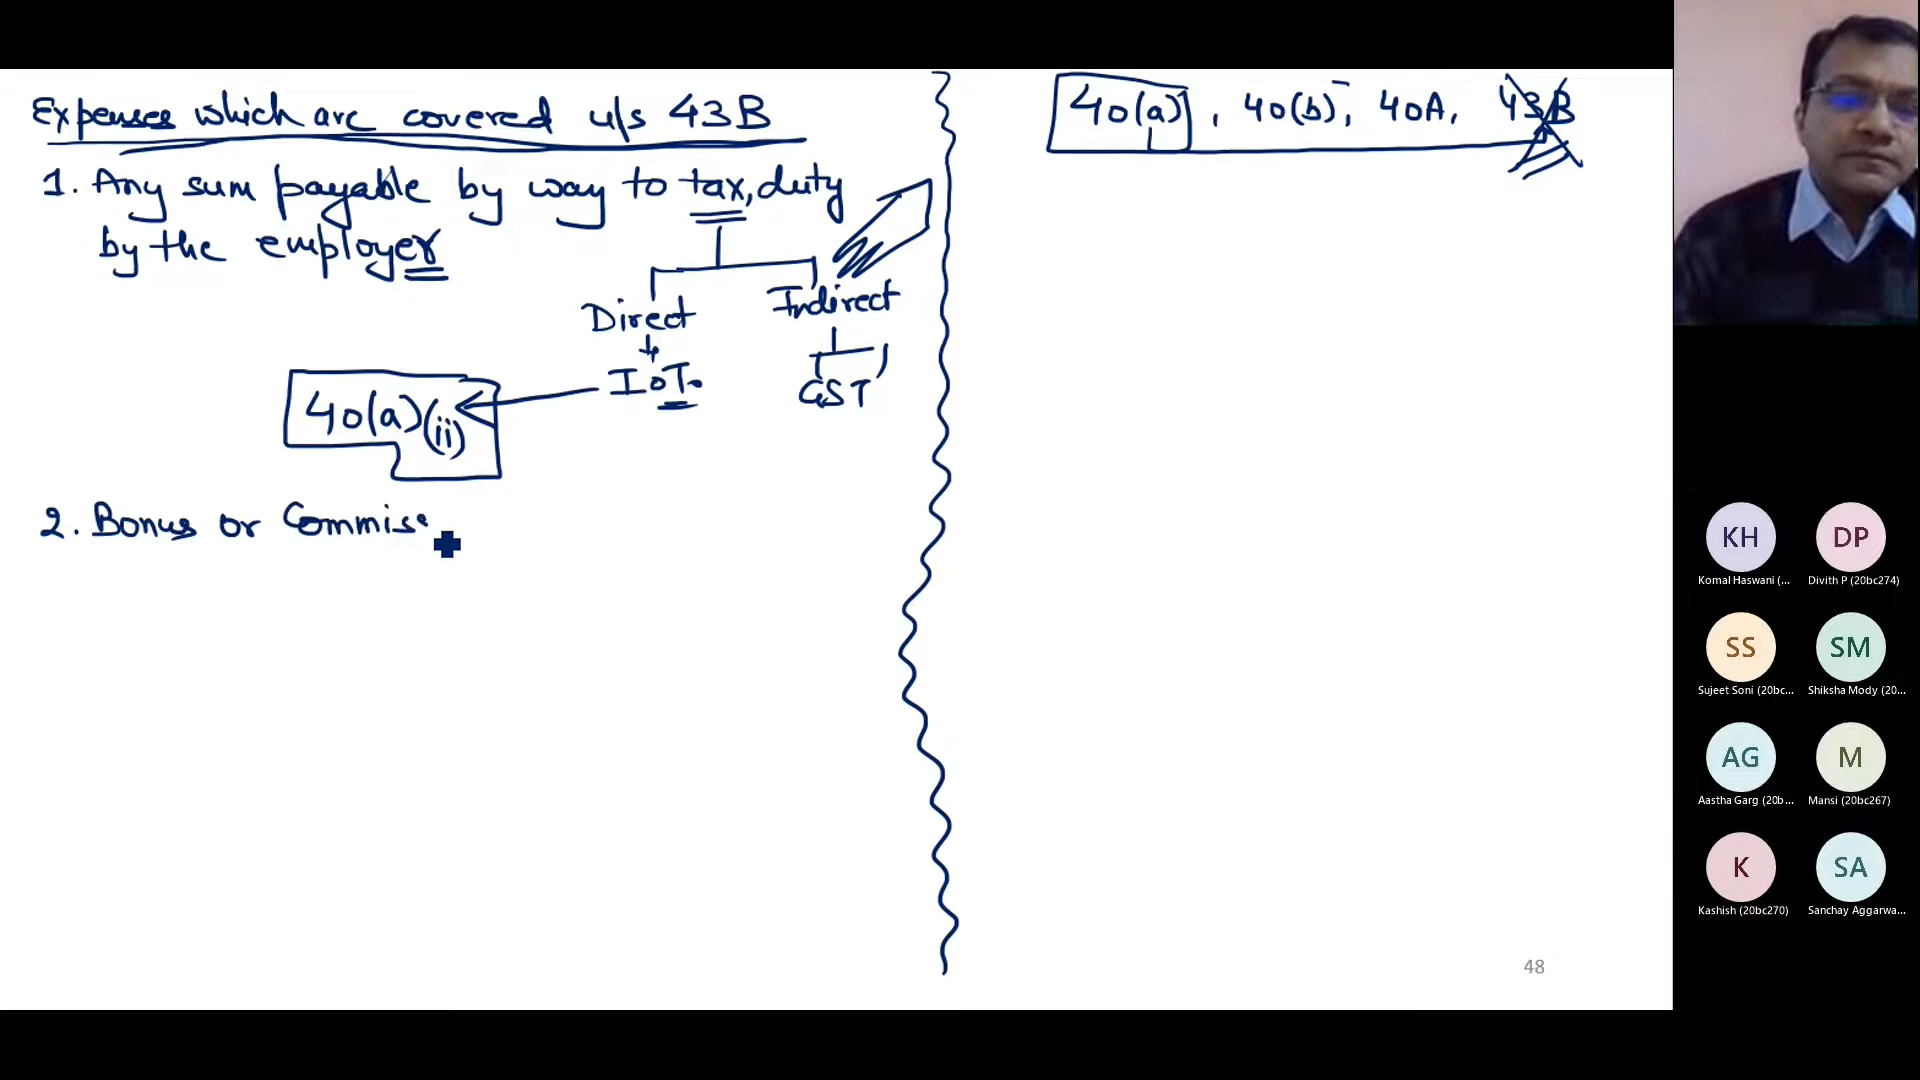 Expenses which are covered u/s 43B
1. Any sum payable by way to tax, duty
by the employer
Direct
Indirect
I.T.
GST
40(a)(ii)
2. Bonus or Commiss
40(a), 40(b), 40A, 43B
48
KH
DP
Komal Haswani (...
Divith P (20bc274)
SS
SM
Sujeet Soni (20bc...
Shiksha Mody (20...
AG
M
Aastha Garg (20b...
Mansi (20bc267)
K
SA
Kashish (20bc270)
Sanchay Aggarwa...